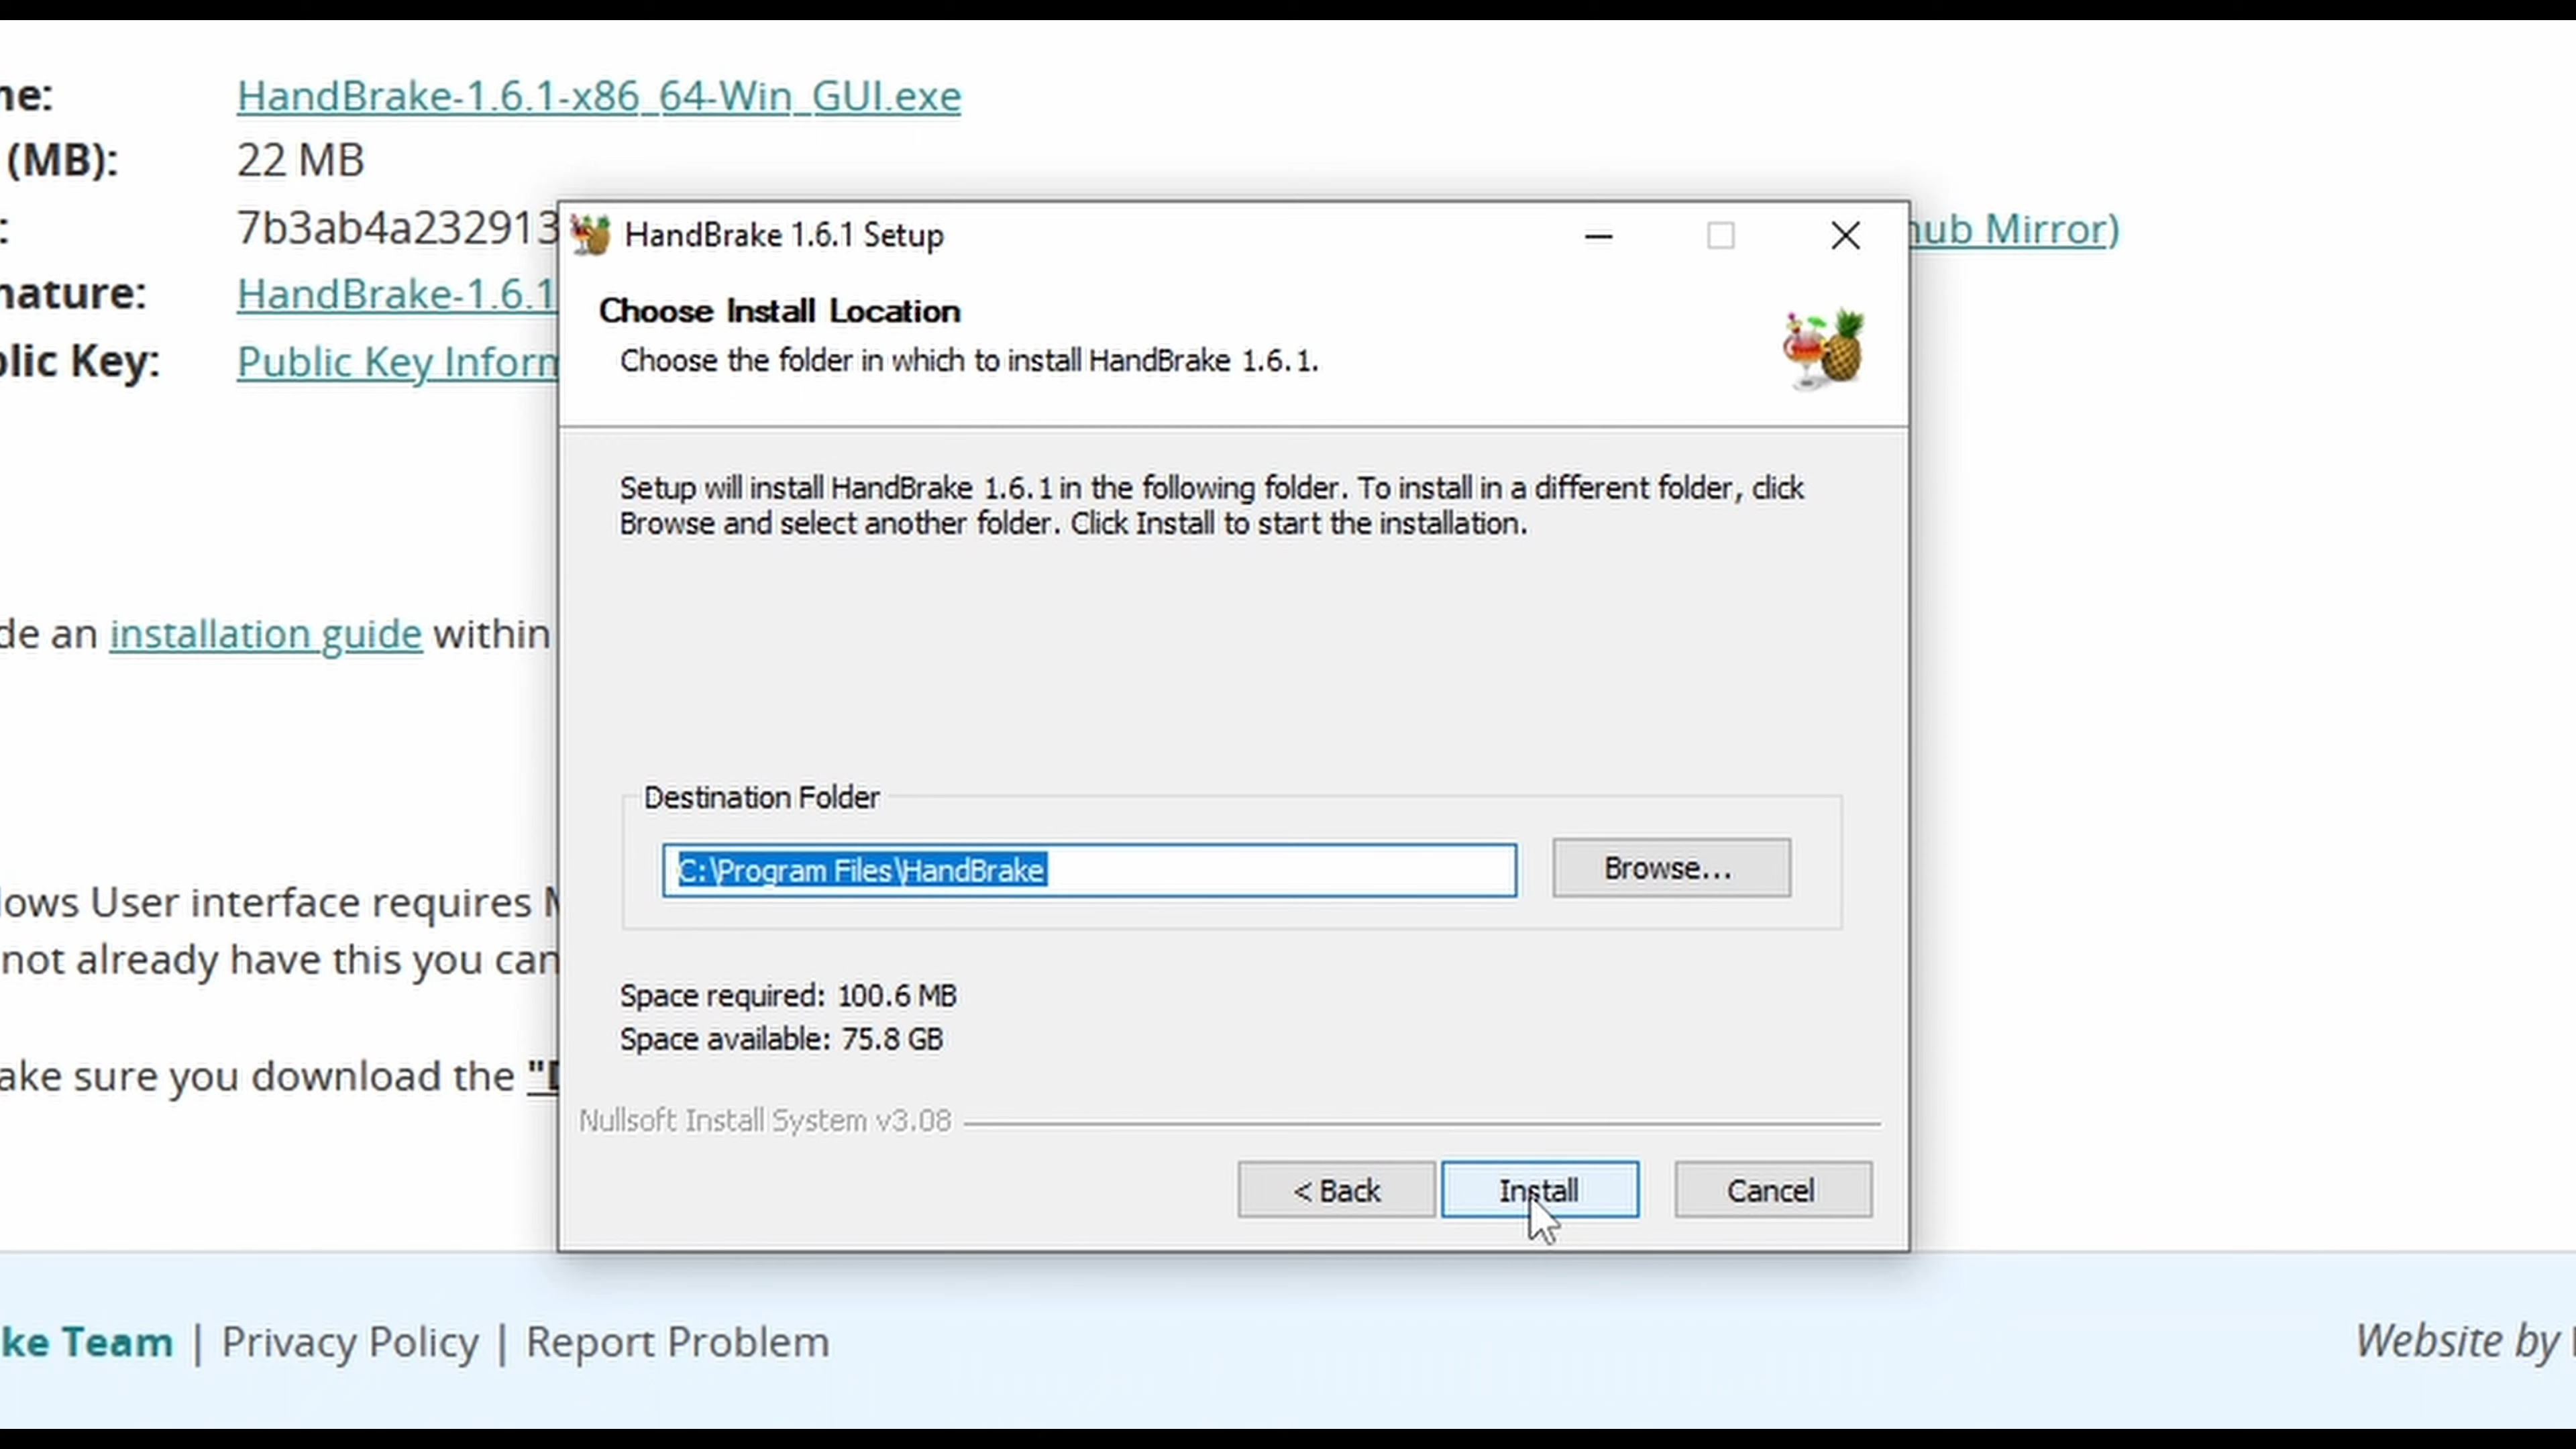 ne: HandBrake-1.6.1-x86_64-Win_GUI.exe
(MB): 22 MB
: 7b3ab4a232913 hub Mirror)
nature: HandBrake-1.6.1
blic Key: Public Key Inform
HandBrake 1.6.1 Setup
Choose Install Location
Choose the folder in which to install HandBrake 1.6.1.
Setup will install HandBrake 1.6.1 in the following folder. To install in a different folder, click
Browse and select another folder. Click Install to start the installation.
de an installation guide within
Destination Folder
C:\Program Files\HandBrake
Browse...
lows User interface requires
not already have this you can
Space required: 100.6 MB
Space available: 75.8 GB
ake sure you download the "D
Nullsoft Install System v3.08
< Back Install Cancel
ke Team | Privacy Policy | Report Problem
Website by